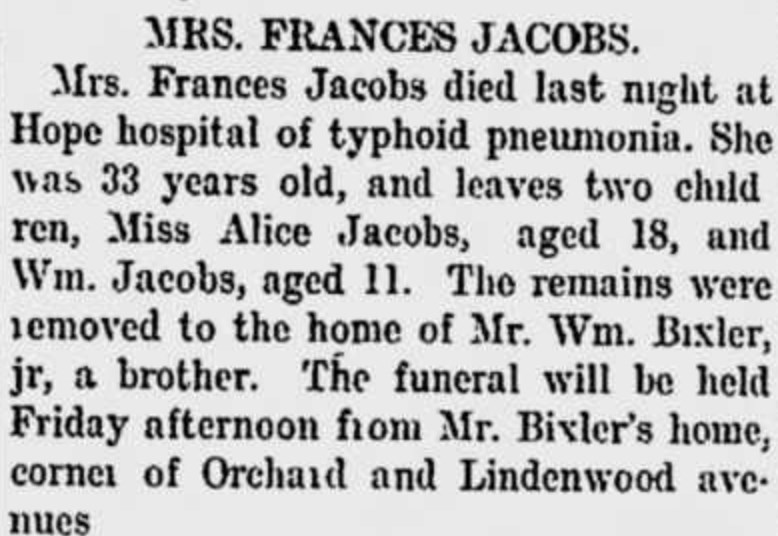 MRS. FRANCES JACOBS.
Mrs. Frances Jacobs died last night at
Hope hospital of typhoid pneumonia. She
was 33 years old, and leaves two child
ren, Miss Alice Jacobs, aged 18, and
Wm. Jacobs, aged 11. The remains were
removed to the home of Mr. Wm. Bixler,
jr, a brother. The funeral will be held
Friday afternoon from Mr. Bixler's home,
corner of Orchard and Lindenwood ave-
nues